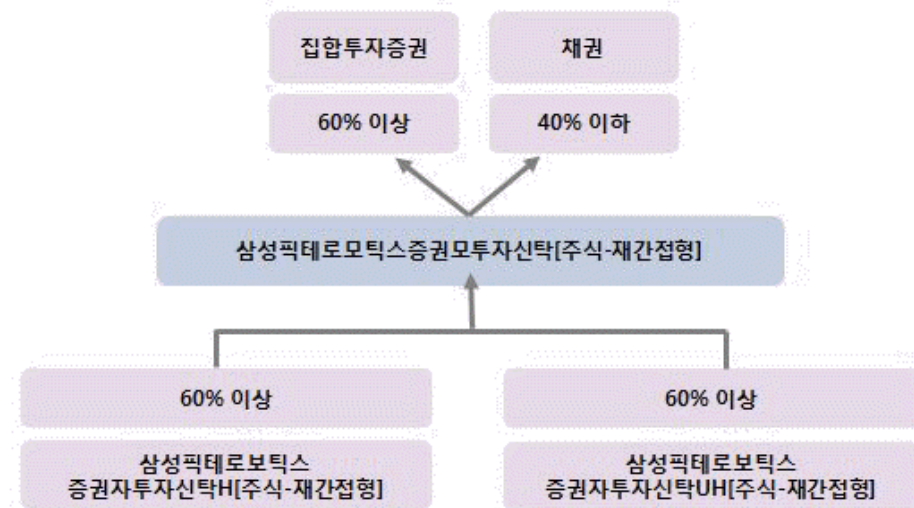 집합투자증권
채권
60% 이상
40% 이하
삼성픽테로모틱스증권모투자신탁[주식-재간접형]
60% 이상
60% 이상
삼성픽테로보틱스
증권자투자신탁H[주식-재간접형]
삼성픽테로보틱스
증권자투자신탁UH[주식-재간접형]